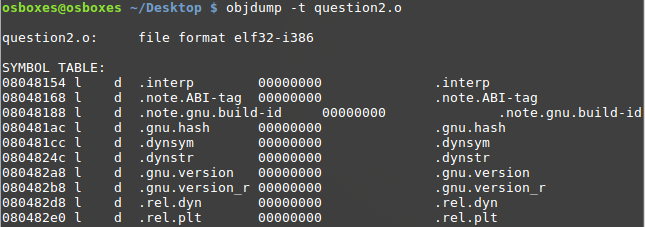 osboxes@osboxes ~/Desktop $ objdump -t question2.o
question2.o:     file format elf32-i386
SYMBOL TABLE:
08048154 l    d  .interp	00000000              .interp
08048168 l    d  .note.ABI-tag	00000000              .note.ABI-tag
08048188 l    d  .note.gnu.build-id	00000000              .note.gnu.build-id
080481ac l    d  .gnu.hash	00000000              .gnu.hash
080481cc l    d  .dynsym	00000000              .dynsym
0804824c l    d  .dynstr	00000000              .dynstr
080482a8 l    d  .gnu.version	00000000              .gnu.version
080482b8 l    d  .gnu.version_r	00000000              .gnu.version_r
080482d8 l    d  .rel.dyn	00000000              .rel.dyn
080482e0 l    d  .rel.plt	00000000              .rel.plt